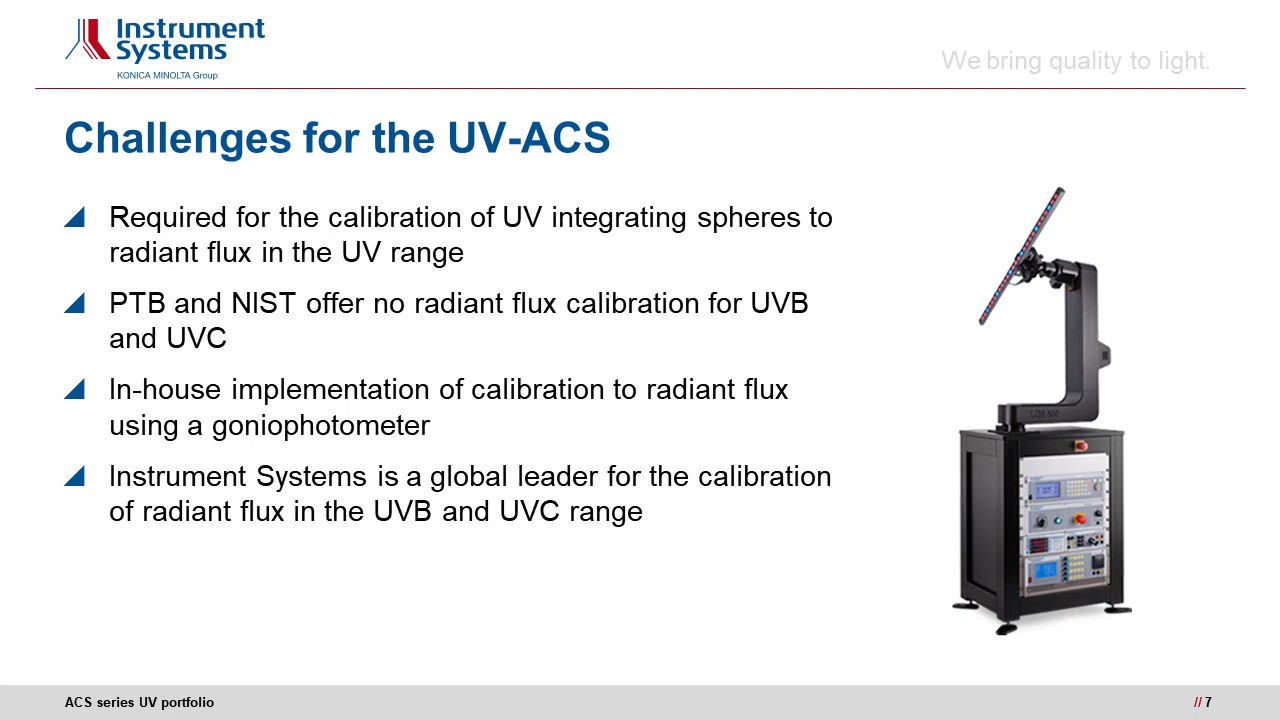 Instrument
Systems
KONICA MINOLTA Group
We bring quality to light.
Challenges for the UV-ACS
Required for the calibration of UV integrating spheres to
radiant flux in the UV range
PTB and NIST offer no radiant flux calibration for UVB
and UVC
In-house implementation of calibration to radiant flux
using a goniophotometer
Instrument Systems is a global leader for the calibration
of radiant flux in the UVB and UVC range
ACS series UV portfolio
// 7